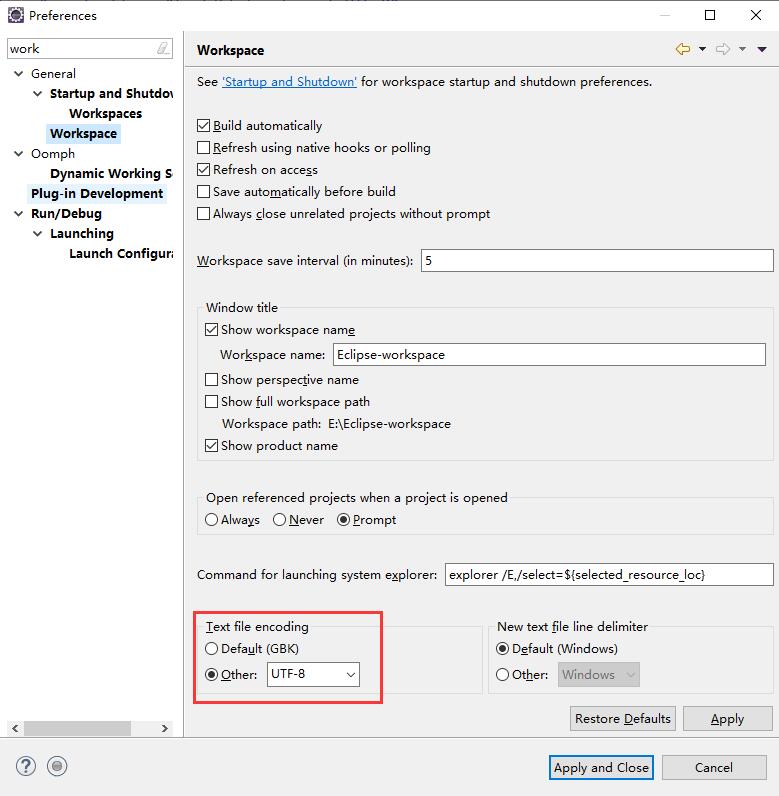 Preferences
work
General
Startup and Shutdov
Workspaces
Workspace
Oomph
Dynamic Working S
Plug-in Development
Run/Debug
Launching
Launch Configura
Workspace
See 'Startup and Shutdown' for workspace startup and shutdown preferences.
Build automatically
Refresh using native hooks or polling
Refresh on access
Save automatically before build
Always close unrelated projects without prompt
Workspace save interval (in minutes): 5
Window title
Show workspace name
Workspace name: Eclipse-workspace
Show perspective name
Show full workspace path
Workspace path: E:\Eclipse-workspace
Show product name
Open referenced projects when a project is opened
Always Never Prompt
Command for launching system explorer: explorer /E,/select=${selected_resource_loc}
Text file encoding
Default (GBK)
Other: UTF-8
New text file line delimiter
Default (Windows)
Other: Windows
Restore Defaults Apply
? Apply and Close Cancel